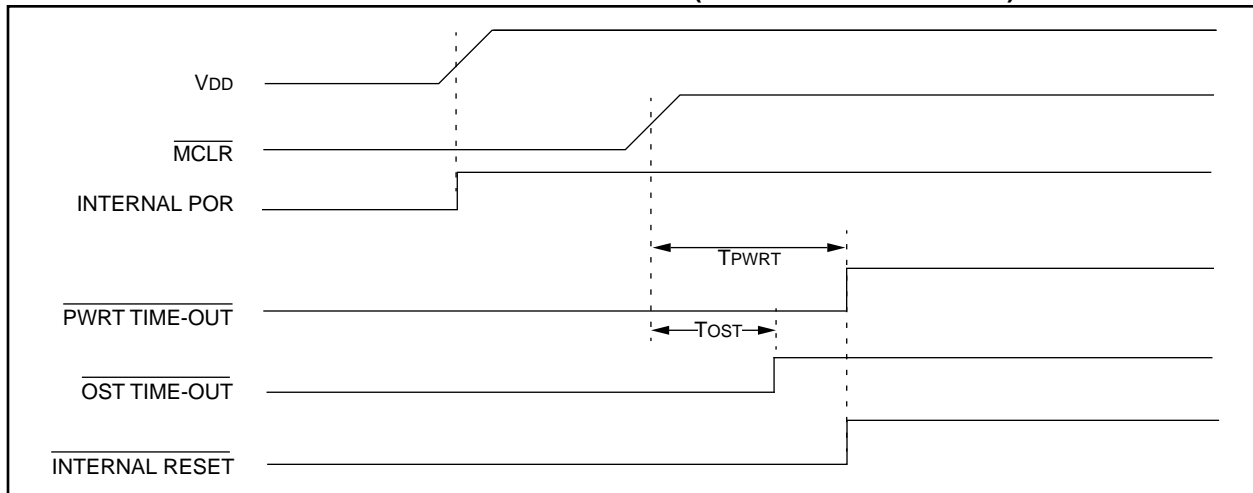 VDD
MCLR
INTERNAL POR
TPWRT
PWRT TIME-OUT
TOST
OST TIME-OUT
INTERNAL RESET